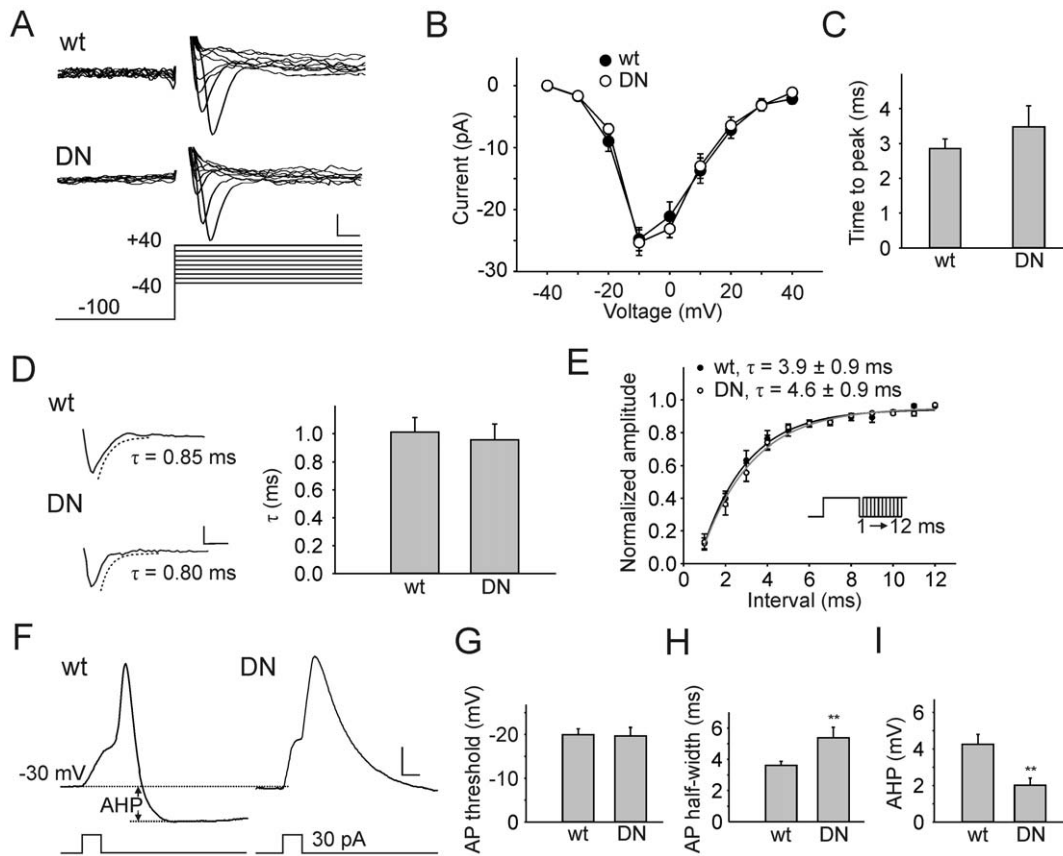 A
wt
DN
+40
-40
-100
B
wt
DN
0
-10
-20
-30
Current (pA)
-40 -20 0 20 40
Voltage (mV)
C
Time to peak (ms)
4
3
2
1
0
wt DN
D
wt
τ = 0.85 ms
DN
τ = 0.80 ms
τ (ms)
1.0
0.8
0.6
0.4
0.2
0.0
wt DN
E
wt, τ = 3.9 ± 0.9 ms
DN, τ = 4.6 ± 0.9 ms
Normalized amplitude
1.0
0.8
0.6
0.4
0.2
0.0
1 → 12 ms
0 2 4 6 8 10 12
Interval (ms)
F
wt DN
-30 mV
AHP
30 pA
G
AP threshold (mV)
-20
-10
0
wt DN
H
AP half-width (ms)
6
4
2
0
**
wt DN
I
AHP (mV)
6
4
2
0
**
wt DN